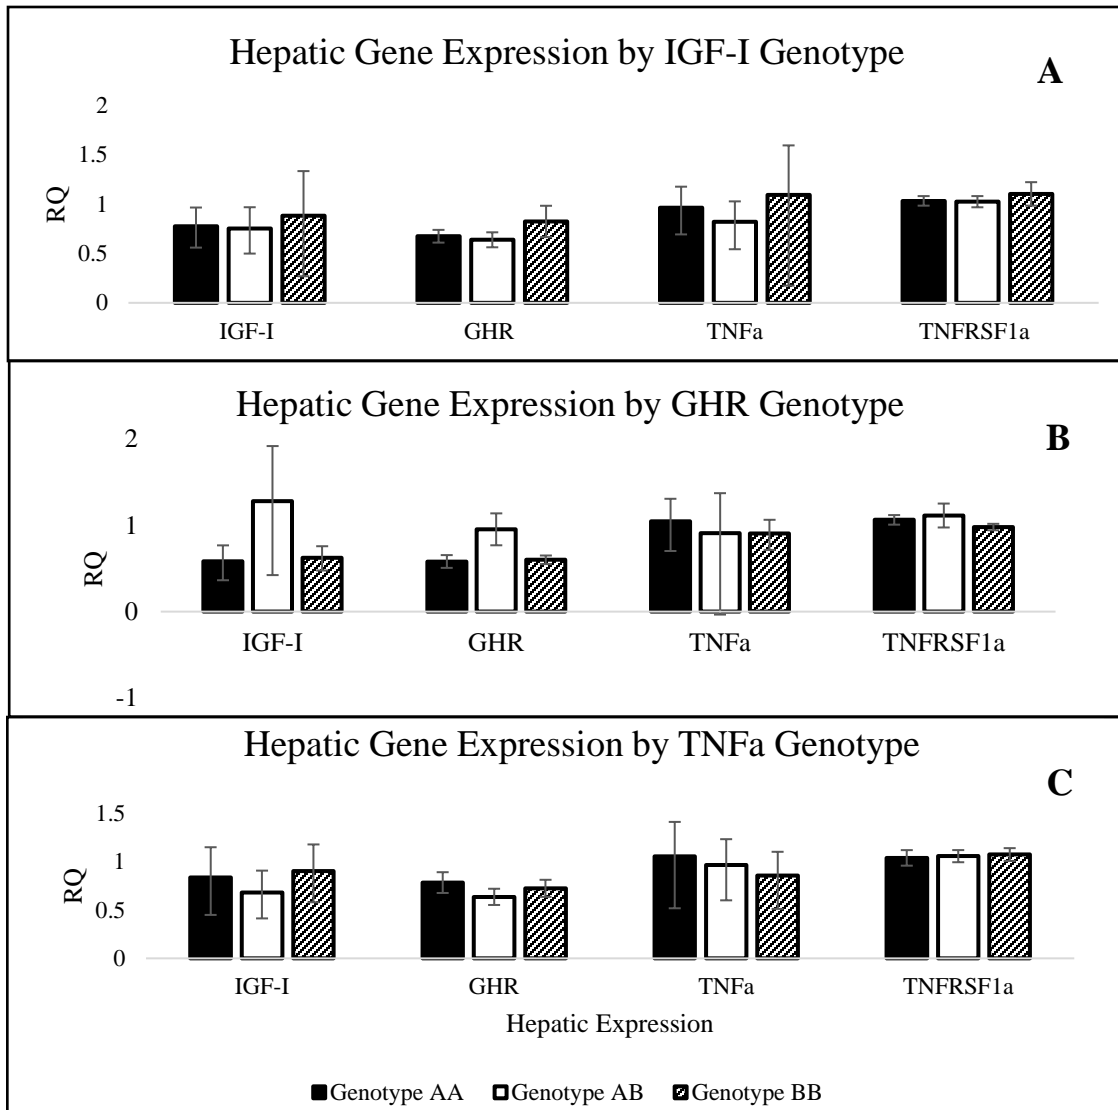 Hepatic Gene Expression by IGF-I Genotype
A
2
1.5
1
0.5
0
RQ
IGF-I GHR TNFa TNFRSF1a
Hepatic Gene Expression by GHR Genotype
B
2
1
0
-1
RQ
IGF-I GHR TNFa TNFRSF1a
Hepatic Gene Expression by TNFa Genotype
C
1.5
1
0.5
0
RQ
IGF-I GHR TNFa TNFRSF1a
Hepatic Expression
Genotype AA Genotype AB Genotype BB